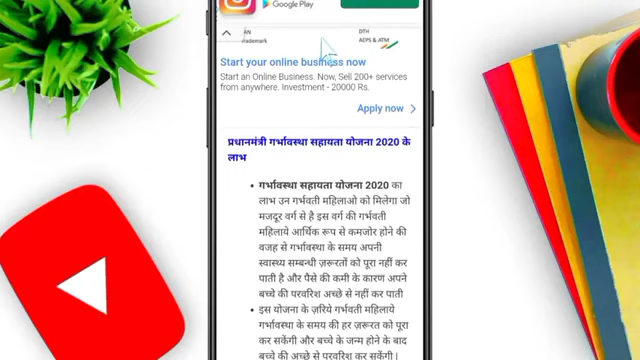 Google Play
DTH
AEPS & ATM
Start your online business now
Start an Online Business. Now, Sell 200+ services
from anywhere. Investment - 20000 Rs.
Apply now
प्रधानमंत्री गर्भावस्था सहायता योजना 2020 के
लाभ
• गर्भावस्था सहायता योजना 2020 का
लाभ उन गर्भवती महिलाओ को मिलेगा जो
मजदूर वर्ग से है इस वर्ग की गर्भवती
महिलाये आर्थिक रूप से कमजोर होने की
वजह से गर्भावस्था के समय अपनी
स्वास्थ्य सम्बन्धी ज़रूरतों को पूरा नहीं कर
पाती है और पैसे की कमी के कारण अपने
बच्चे की परवरिश अच्छे से नहीं कर पाती
• इस योजना के ज़रिये गर्भवती महिलाये
गर्भावस्था के समय की हर ज़रूरत को पूरा
कर सकेंगी और बच्चे के जन्म होने के बाद
बच्चे की अच्छे से परवरिश कर सकेंगी |